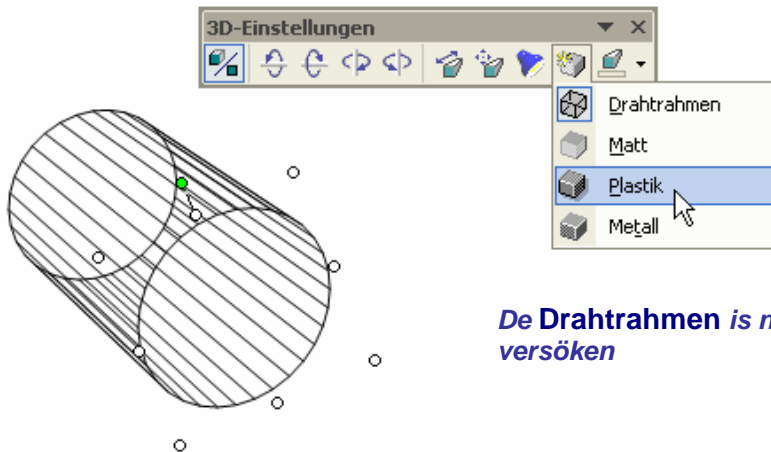 3D-Einstellungen
Drahtrahmen
Matt
Plastik
Metall
De Drahtrahmen is
versöken